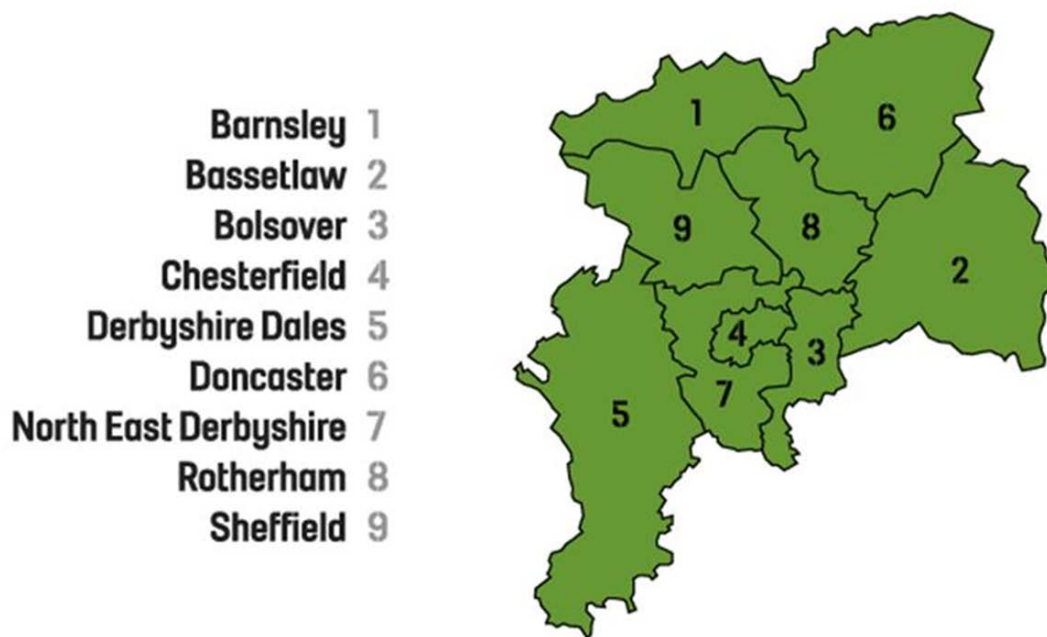 Barnsley 1
Bassetlaw 2
Bolsover 3
Chesterfield 4
Derbyshire Dales 5
Doncaster 6
North East Derbyshire 7
Rotherham 8
Sheffield 9
1
6
9
8
2
4
3
7
5